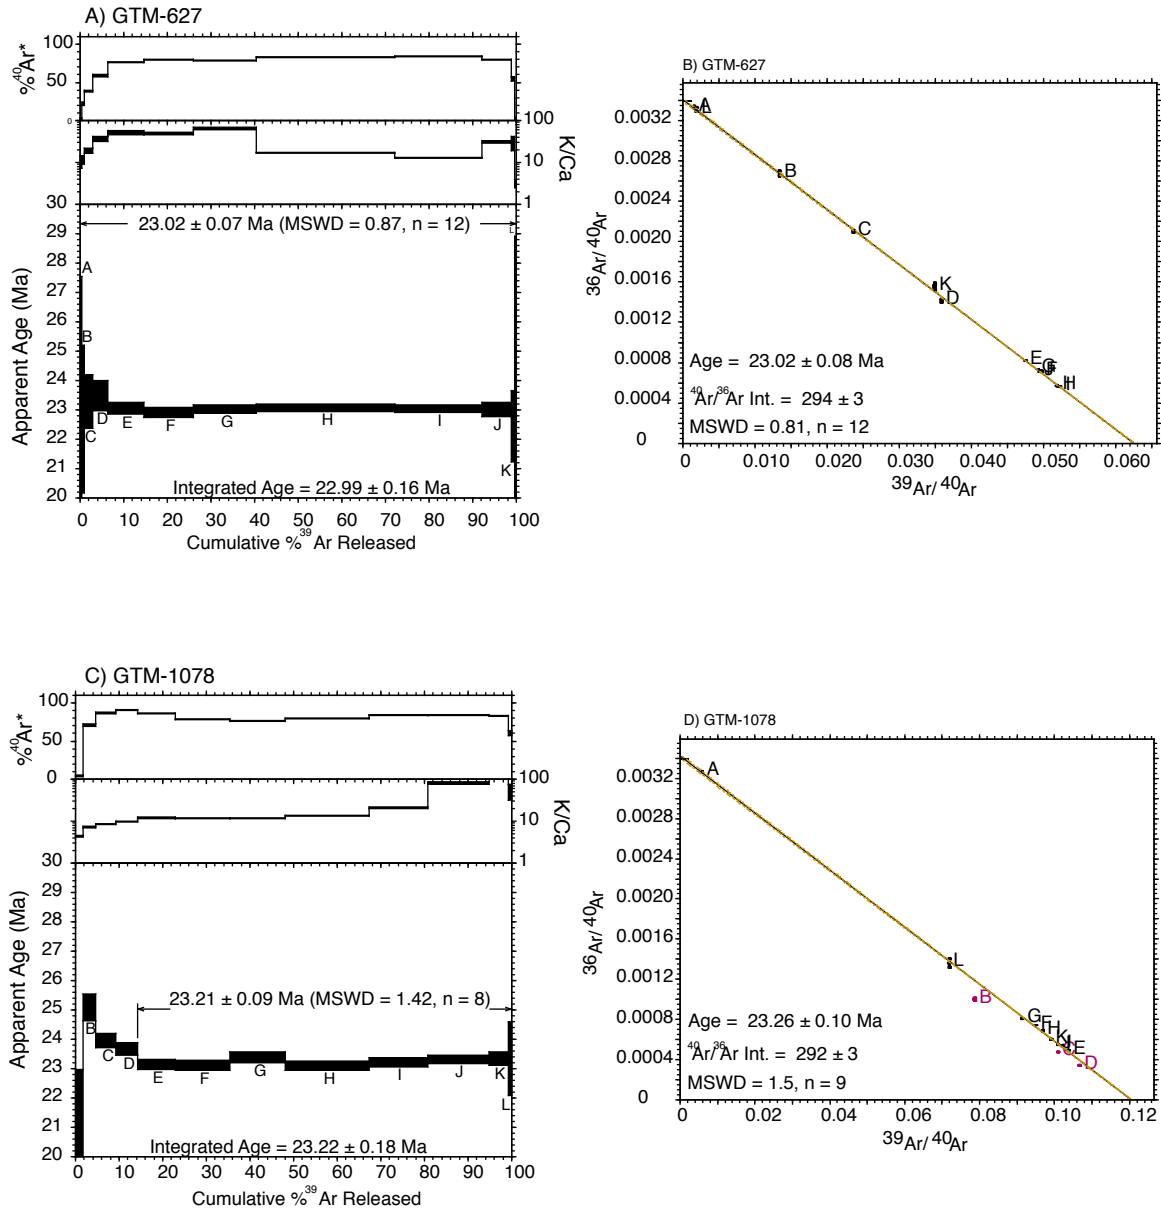 A) GTM-627
100
50
0
%40Ar*
100
10
1
K/Ca
30
29
28
27
26
25
24
23
22
21
20
Apparent Age (Ma)
23.02 ± 0.07 Ma (MSWD = 0.87, n = 12)
A
B
C
D
E
F
G
H
I
J
K
L
Integrated Age = 22.99 ± 0.16 Ma
0 10 20 30 40 50 60 70 80 90 100
Cumulative %39Ar Released
B) GTM-627
0.0032
0.0028
0.0024
0.0020
0.0016
0.0012
0.0008
0.0004
0
36Ar/40Ar
A
L
B
C
K
D
E
G
J
F
I
H
Age = 23.02 ± 0.08 Ma
40Ar/36Ar Int. = 294 ± 3
MSWD = 0.81, n = 12
0 0.010 0.020 0.030 0.040 0.050 0.060
39Ar/40Ar
C) GTM-1078
100
50
0
%40Ar*
100
10
1
K/Ca
30
29
28
27
26
25
24
23
22
21
20
Apparent Age (Ma)
23.21 ± 0.09 Ma (MSWD = 1.42, n = 8)
B
C
D
E
F
G
H
I
J
K
L
Integrated Age = 23.22 ± 0.18 Ma
0 10 20 30 40 50 60 70 80 90 100
Cumulative %39Ar Released
D) GTM-1078
0.0032
0.0028
0.0024
0.0020
0.0016
0.0012
0.0008
0.0004
0
36Ar/40Ar
A
L
B
G
F
H
K
E
C
D
Age = 23.26 ± 0.10 Ma
40Ar/36Ar Int. = 292 ± 3
MSWD = 1.5, n = 9
0 0.02 0.04 0.06 0.08 0.10 0.12
39Ar/40Ar